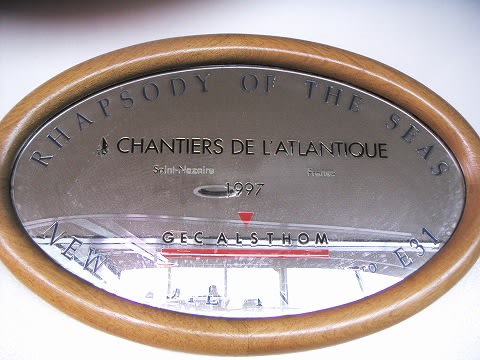 RHAPSODY OF THE SEAS
CHANTIERS DE L'ATLANTIQUE
Saint-Nazaire France
1997
GEC ALSTHOM
NEW E31